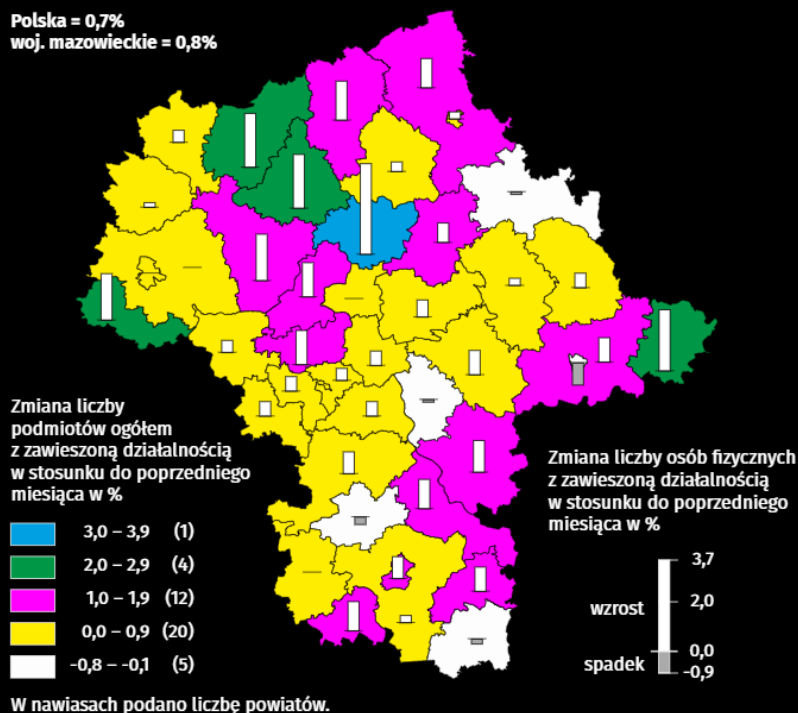 Polska = 0,7%
woj. mazowieckie = 0,8%
Zmiana liczby
podmiotów ogółem
z zawieszoną działalnością
w stosunku do poprzedniego
miesiąca w %
3,0 – 3,9 (1)
2,0 – 2,9 (4)
1,0 – 1,9 (12)
0,0 – 0,9 (20)
-0,8 – -0,1 (5)
W nawiasach podano liczbę powiatów.
Zmiana liczby osób fizycznych
z zawieszoną działalnością
w stosunku do poprzedniego
miesiąca w %
3,7
wzrost 2,0
0,0
spadek -0,9